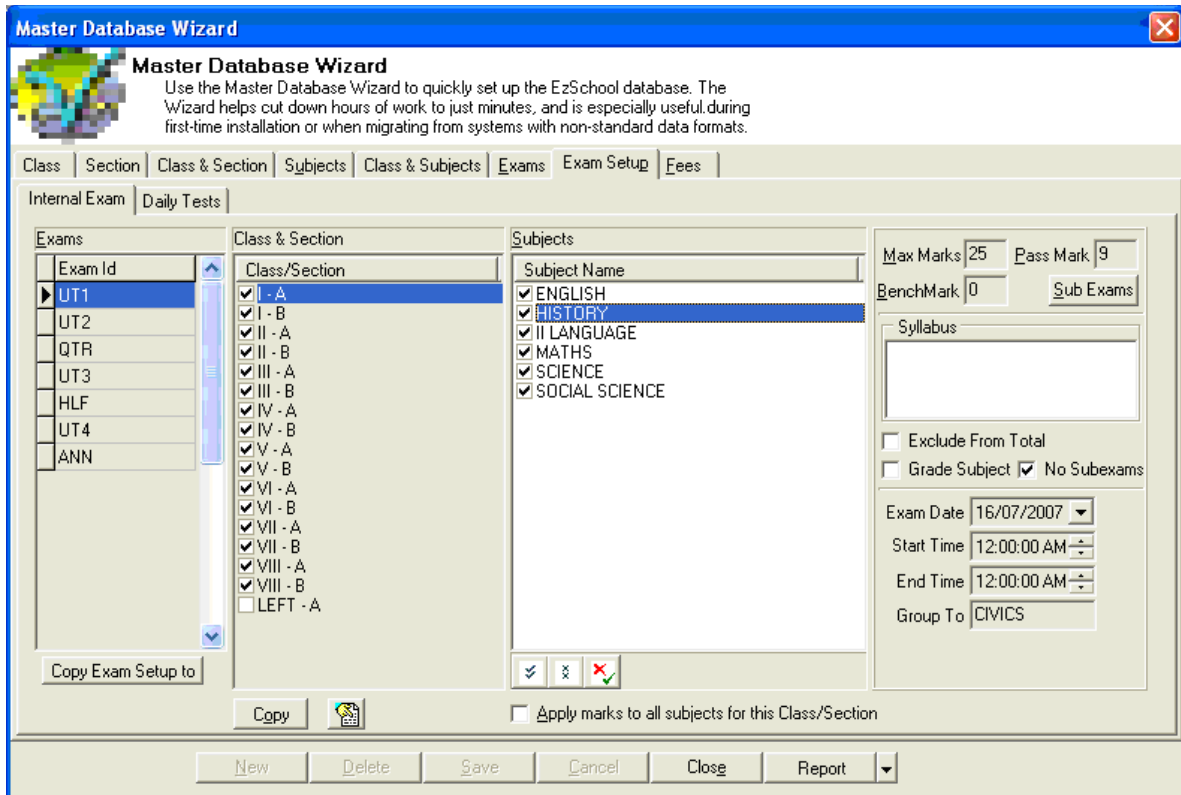 Master Database Wizard
Master Database Wizard
Use the Master Database Wizard to quickly set up the EzSchool database. The
Wizard helps cut down hours of work to just minutes, and is especially useful.during
first-time installation or when migrating from systems with non-standard data formats.
Class Section Class & Section Subjects Class & Subjects Exams Exam Setup Fees
Internal Exam Daily Tests
Exams
Exam Id
UT1
UT2
QTR
UT3
HLF
UT4
ANN
Copy Exam Setup to
Class & Section
Class/Section
I - A
I - B
II - A
II - B
III - A
III - B
IV - A
IV - B
V - A
V - B
VI - A
VI - B
VII - A
VII - B
VIII - A
VIII - B
LEFT - A
Copy
Subjects
Subject Name
ENGLISH
HISTORY
II LANGUAGE
MATHS
SCIENCE
SOCIAL SCIENCE
Apply marks to all subjects for this Class/Section
Max Marks 25 Pass Mark 9
BenchMark 0 Sub Exams
Syllabus
Exclude From Total
Grade Subject No Subexams
Exam Date 16/07/2007
Start Time 12:00:00 AM
End Time 12:00:00 AM
Group To CIVICS
New Delete Save Cancel Close Report